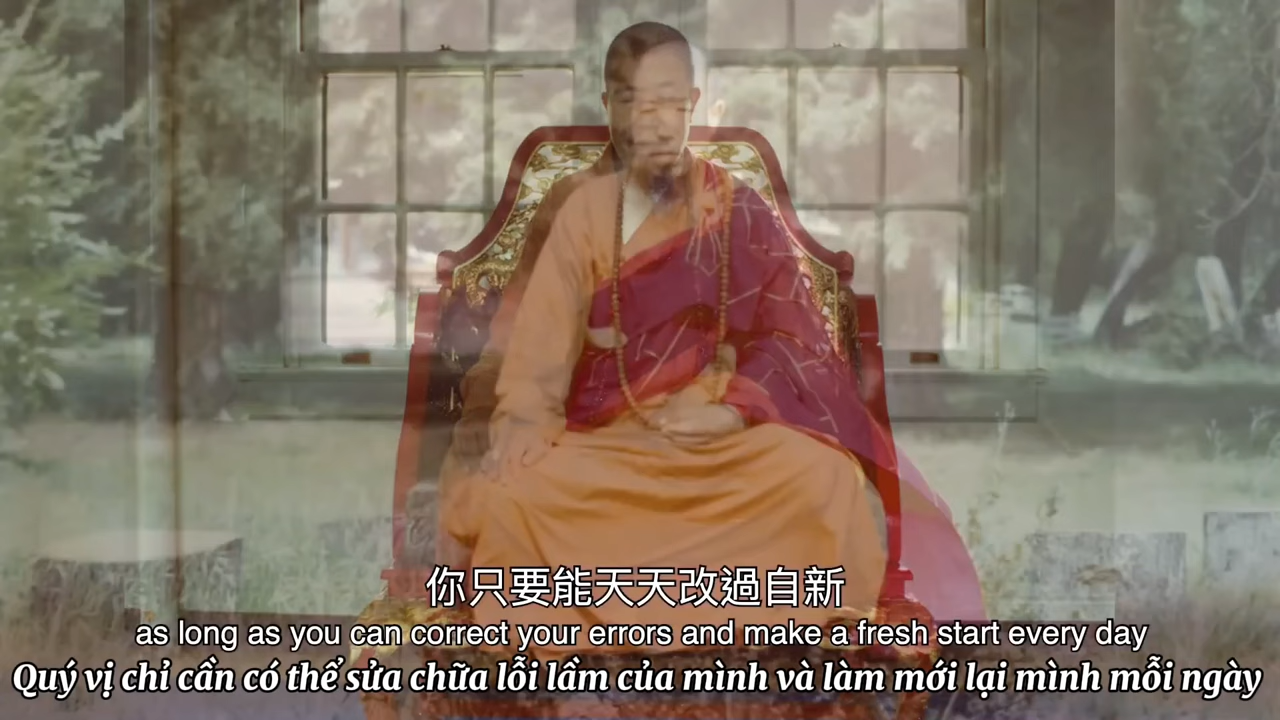 你只要能天天改過自新
as long as you can correct your errors and make a fresh start every day
Quý vị chỉ cần có thể sửa chữa lỗi lầm của mình và làm mới lại mình mỗi ngày